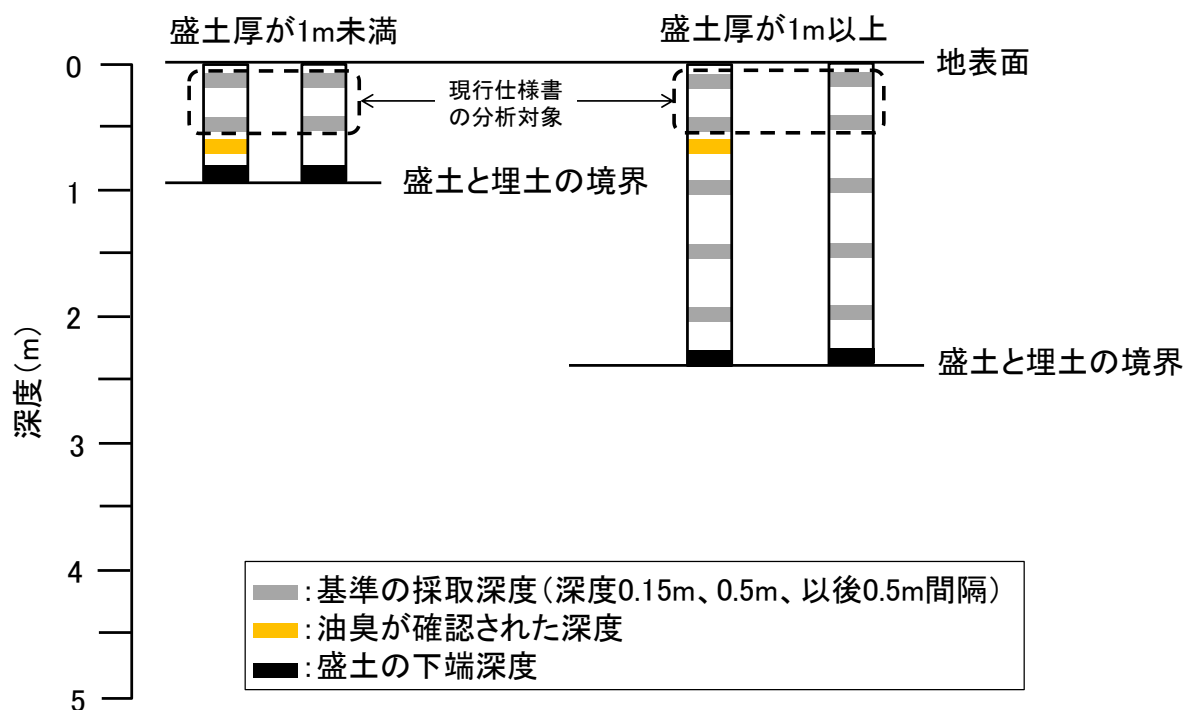 盛土厚が1m未満
盛土厚が1m以上
地表面
現行仕様書
の分析対象
盛土と埋土の境界
盛土と埋土の境界
深度(m)
0
1
2
3
4
5
:基準の採取深度(深度0.15m、0.5m、以後0.5m間隔)
:油臭が確認された深度
:盛土の下端深度